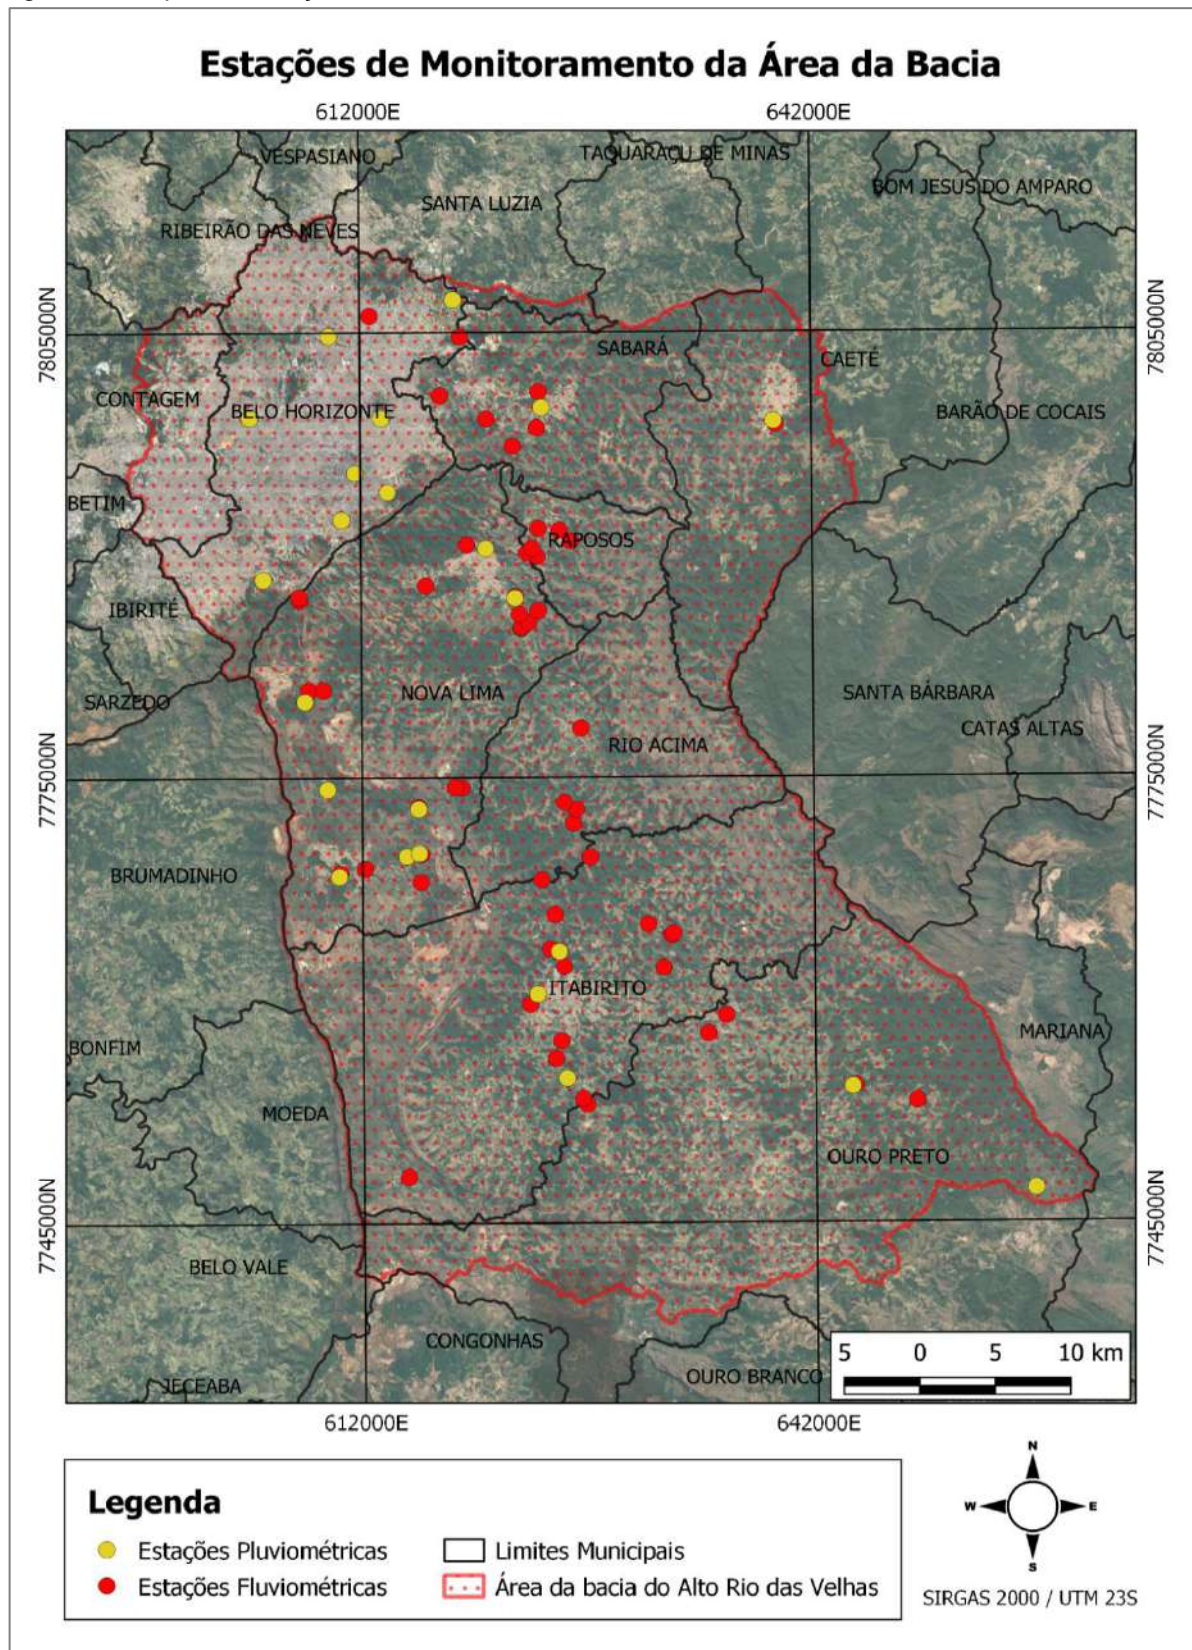 Estações de Monitoramento da Área da Bacia
612000E
642000E
VESPASIANO
TAQUARAÇU DE MINAS
BOM JESUS DO AMPARO
SANTA LUZIA
RIBEIRÃO DAS NEVES
7805000N
7805000N
SABARÁ
CAETÉ
CONTAGEM
BELO HORIZONTE
BARÃO DE COCAIS
BETIM
RAPOSOS
IBIRITÉ
NOVA LIMA
SANTA BÁRBARA
SARZEDO
CATAS ALTAS
RIO ACIMA
7775000N
7775000N
BRUMADINHO
ITABIRITO
MARIANA
BONFIM
MOEDA
OURO PRETO
7745000N
7745000N
BELO VALE
CONGONHAS
OURO BRANCO
JECEABA
5 0 5 10 km
612000E
642000E
Legenda
Estações Pluviométricas
Estações Fluviométricas
Limites Municipais
Área da bacia do Alto Rio das Velhas
N
W
E
S
SIRGAS 2000 / UTM 23S